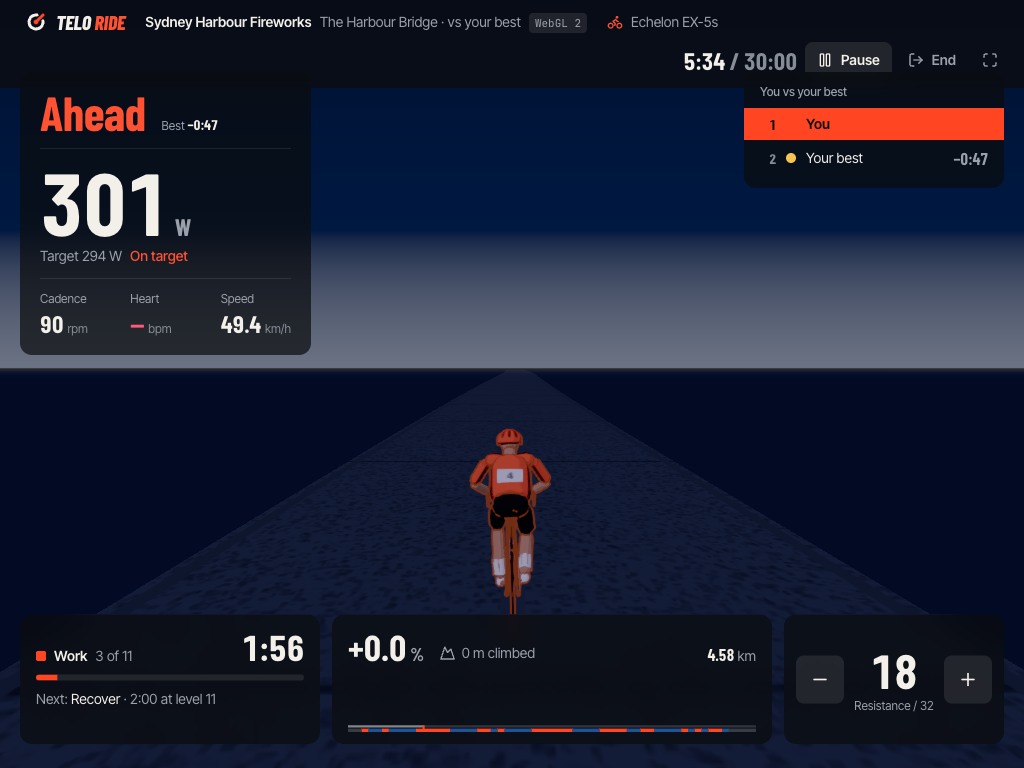 TELO RIDE Sydney Harbour Fireworks The Harbour Bridge · vs your best WebGL 2 Echelon EX-5s
5:34 / 30:00 Pause End
Ahead Best −0:47
301 W
Target 294 W On target
Cadence Heart Speed
90 rpm — bpm 49.4 km/h
You vs your best
1 You
2 Your best −0:47
4
Work 3 of 11 1:56
Next: Recover · 2:00 at level 11
+0.0 % 0 m climbed 4.58 km
− 18 +
Resistance / 32